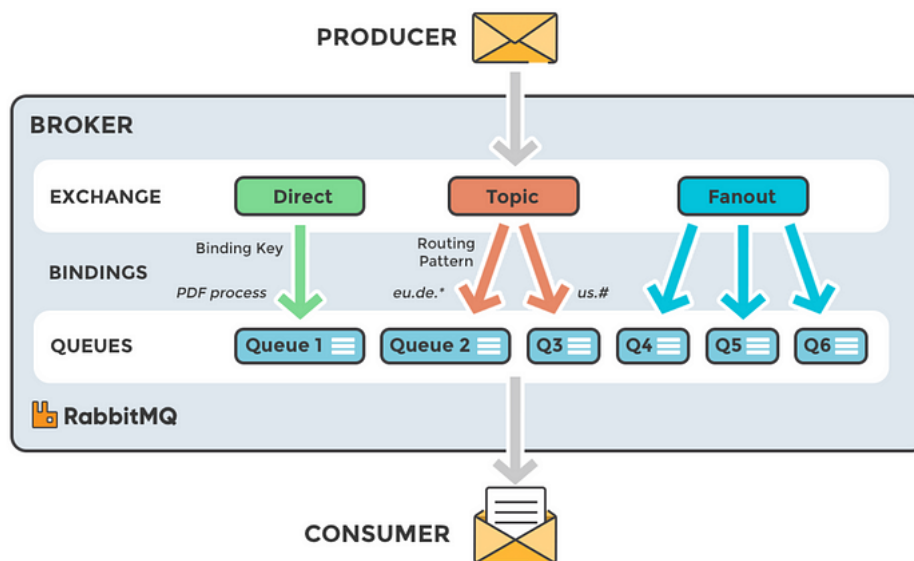 PRODUCER
BROKER
EXCHANGE
Direct
Topic
Fanout
Binding Key
Routing
Pattern
BINDINGS
PDF process
eu.de.*
us.#
QUEUES
Queue 1
Queue 2
Q3
Q4
Q5
Q6
RabbitMQ
CONSUMER